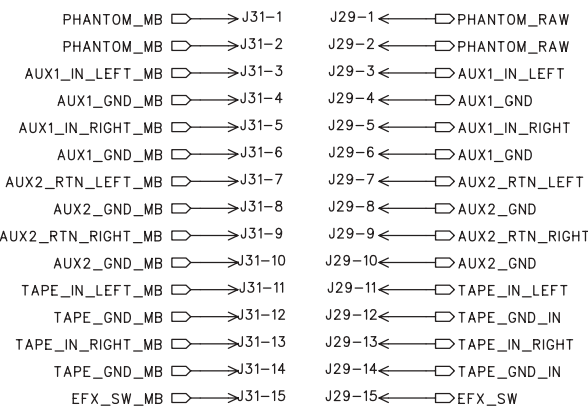 PHANTOM_MB J31-1 J29-1 PHANTOM_RAW
PHANTOM_MB J31-2 J29-2 PHANTOM_RAW
AUX1_IN_LEFT_MB J31-3 J29-3 AUX1_IN_LEFT
AUX1_GND_MB J31-4 J29-4 AUX1_GND
AUX1_IN_RIGHT_MB J31-5 J29-5 AUX1_IN_RIGHT
AUX1_GND_MB J31-6 J29-6 AUX1_GND
AUX2_RTN_LEFT_MB J31-7 J29-7 AUX2_RTN_LEFT
AUX2_GND_MB J31-8 J29-8 AUX2_GND
AUX2_RTN_RIGHT_MB J31-9 J29-9 AUX2_RTN_RIGHT
AUX2_GND_MB J31-10 J29-10 AUX2_GND
TAPE_IN_LEFT_MB J31-11 J29-11 TAPE_IN_LEFT
TAPE_GND_MB J31-12 J29-12 TAPE_GND_IN
TAPE_IN_RIGHT_MB J31-13 J29-13 TAPE_IN_RIGHT
TAPE_GND_MB J31-14 J29-14 TAPE_GND_IN
EFX_SW_MB J31-15 J29-15 EFX_SW